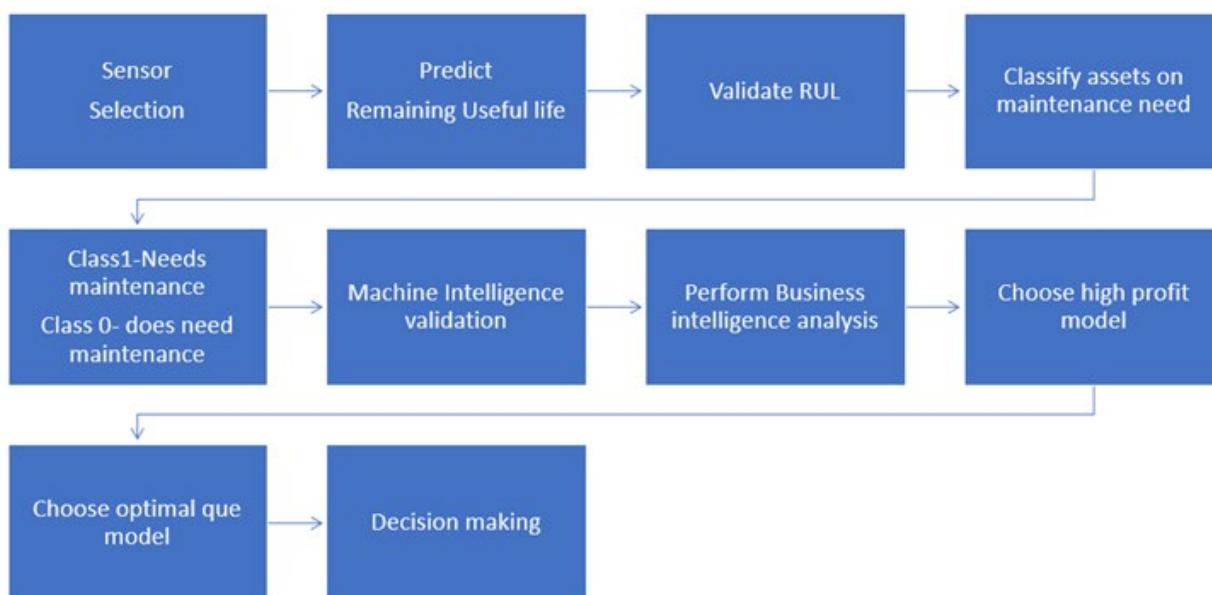 Sensor
Selection
Predict
Remaining Useful life
Validate RUL
Classify assets on
maintenance need
Class1-Needs
maintenance
Class 0- does need
maintenance
Machine Intelligence
validation
Perform Business
intelligence analysis
Choose high profit
model
Choose optimal que
model
Decision making